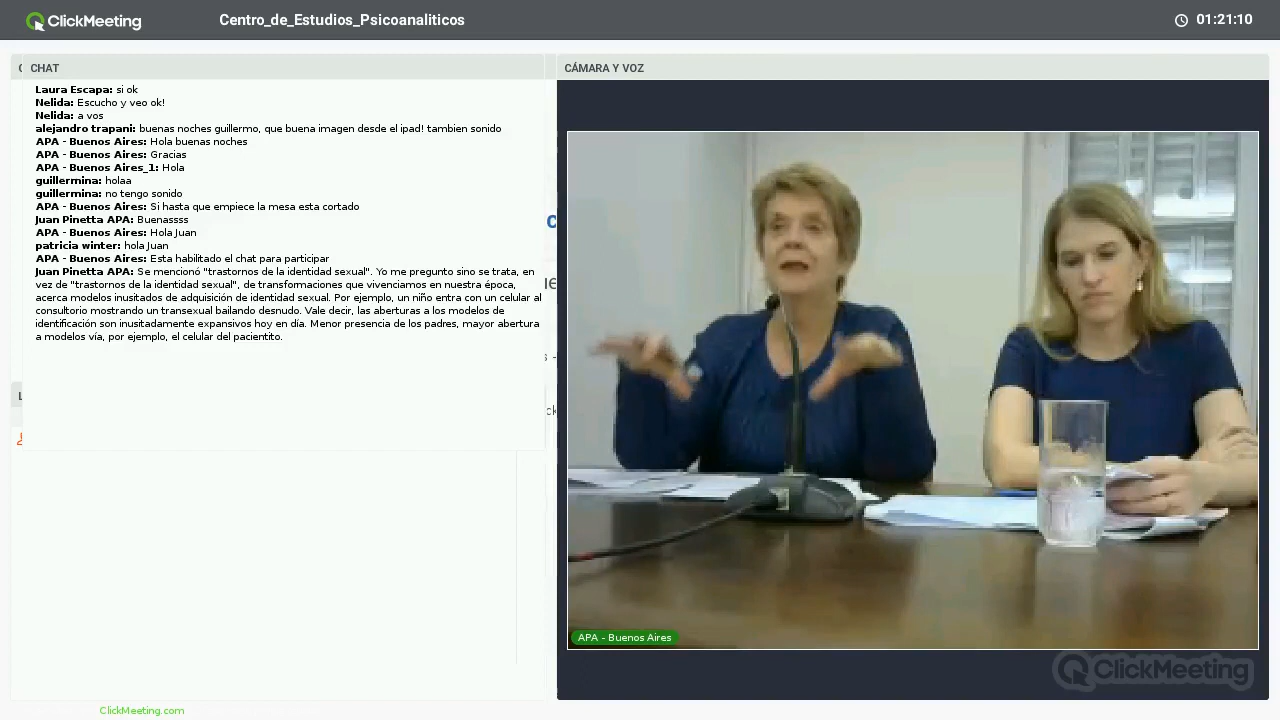 ClickMeeting
Centro_de_Estudios_Psicoanaliticos
01:21:10
CHAT
CÁMARA Y VOZ
Laura Escapa: si ok
Nelida: Escucho y veo ok!
Nelida: a vos
alejandro trapani: buenas noches guillermo, que buena imagen desde el ipad! tambien sonido
APA - Buenos Aires: Hola buenas noches
APA - Buenos Aires: Gracias
APA - Buenos Aires_1: Hola
guillermina: holaa
guillermina: no tengo sonido
APA - Buenos Aires: Si hasta que empiece la mesa esta cortado
Juan Pinetta APA: Buenassss
APA - Buenos Aires: Hola Juan
patricia winter: hola Juan
APA - Buenos Aires: Esta habilitado el chat para participar
Juan Pinetta APA: Se mencionó "trastornos de la identidad sexual". Yo me pregunto sino se trata, en
vez de "trastornos de la identidad sexual", de transformaciones que vivenciamos en nuestra época,
acerca modelos inusitados de adquisición de identidad sexual. Por ejemplo, un niño entra con un celular al
consultorio mostrando un transexual bailando desnudo. Vale decir, las aberturas a los modelos de
identificación son inusitadamente expansivos hoy en día. Menor presencia de los padres, mayor abertura
a modelos vía, por ejemplo, el celular del pacientito.
APA - Buenos Aires
ClickMeeting
ClickMeeting.com